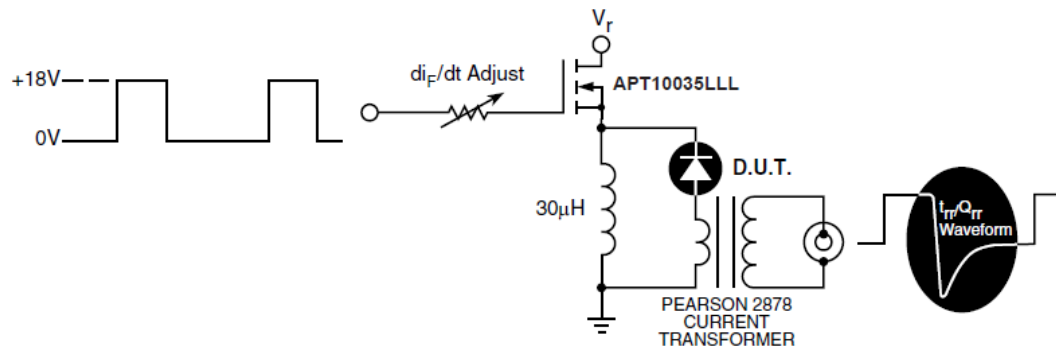 V_r
+18V
0V
di_F/dt Adjust
APT10035LLL
D.U.T.
30μH
t_rr/Q_rr
Waveform
PEARSON 2878
CURRENT
TRANSFORMER